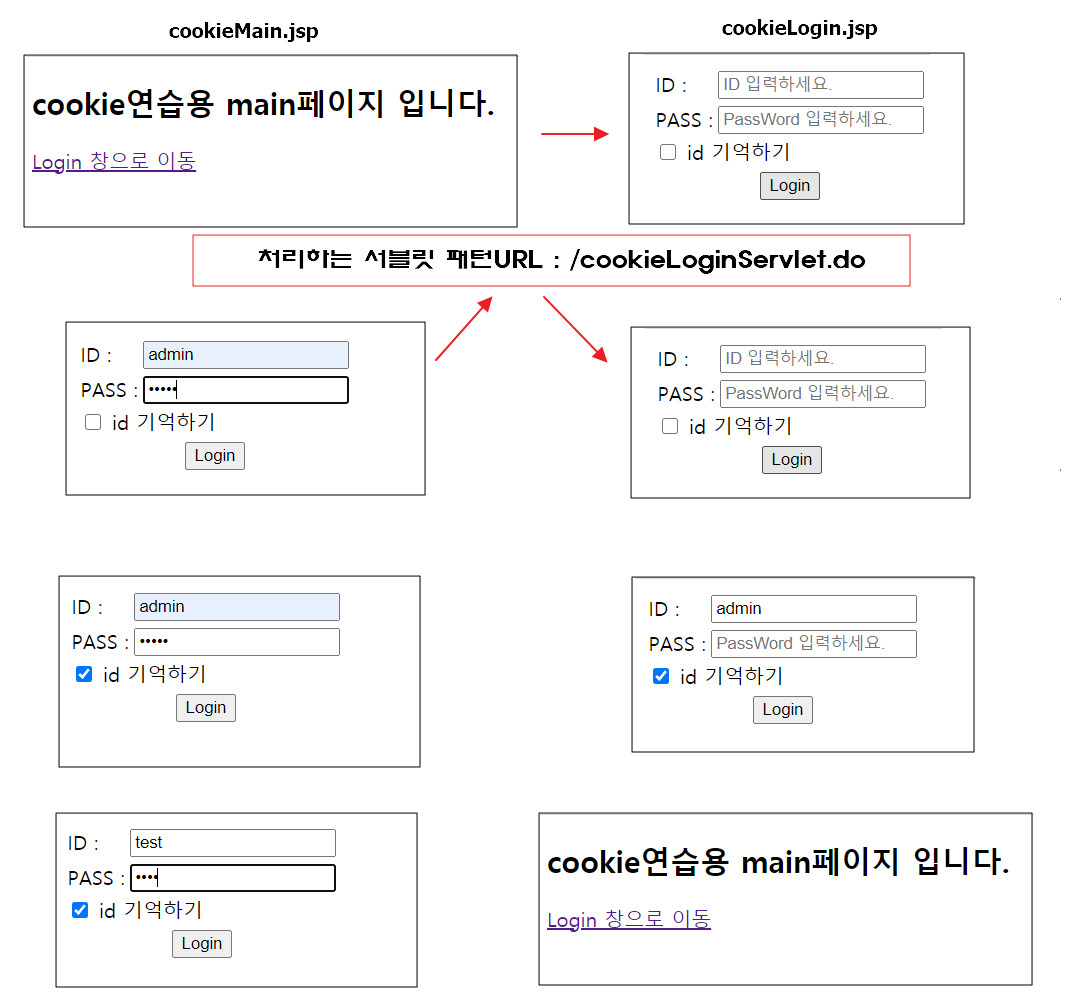 cookieMain.jsp
cookieLogin.jsp
cookie연습용 main페이지 입니다.
Login 창으로 이동
ID : ID 입력하세요.
PASS : PassWord 입력하세요.
id 기억하기
Login
처리하는 서블릿 패턴URL : /cookieLoginServlet.do
ID : admin
PASS : •••••
id 기억하기
Login
ID : ID 입력하세요.
PASS : PassWord 입력하세요.
id 기억하기
Login
ID : admin
PASS : •••••
id 기억하기
Login
ID : admin
PASS : PassWord 입력하세요.
id 기억하기
Login
ID : test
PASS : ••••
id 기억하기
Login
cookie연습용 main페이지 입니다.
Login 창으로 이동